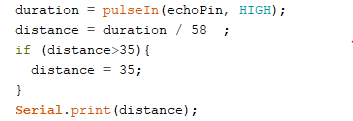 duration = pulseIn(echoPin, HIGH);
distance = duration / 58  ;
if (distance>35){
  distance = 35;
}
Serial.print(distance);